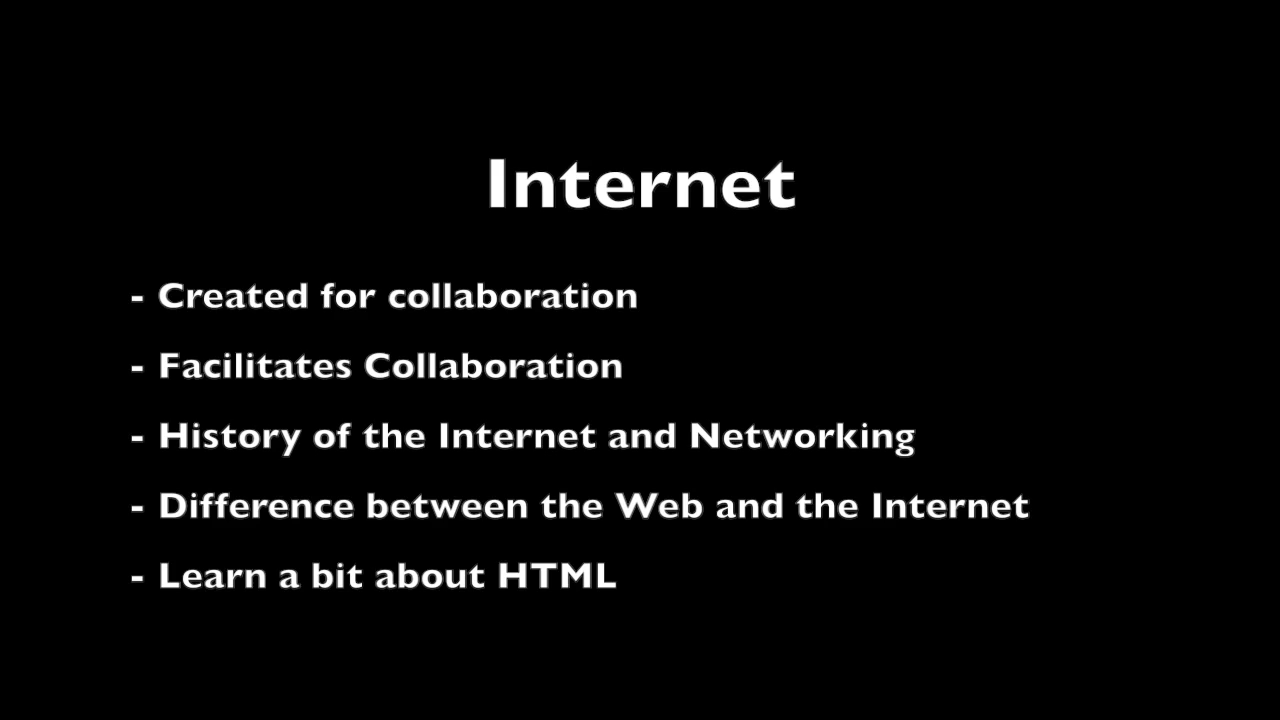 Internet
- Created for collaboration
- Facilitates Collaboration
- History of the Internet and Networking
- Difference between the Web and the Internet
- Learn a bit about HTML